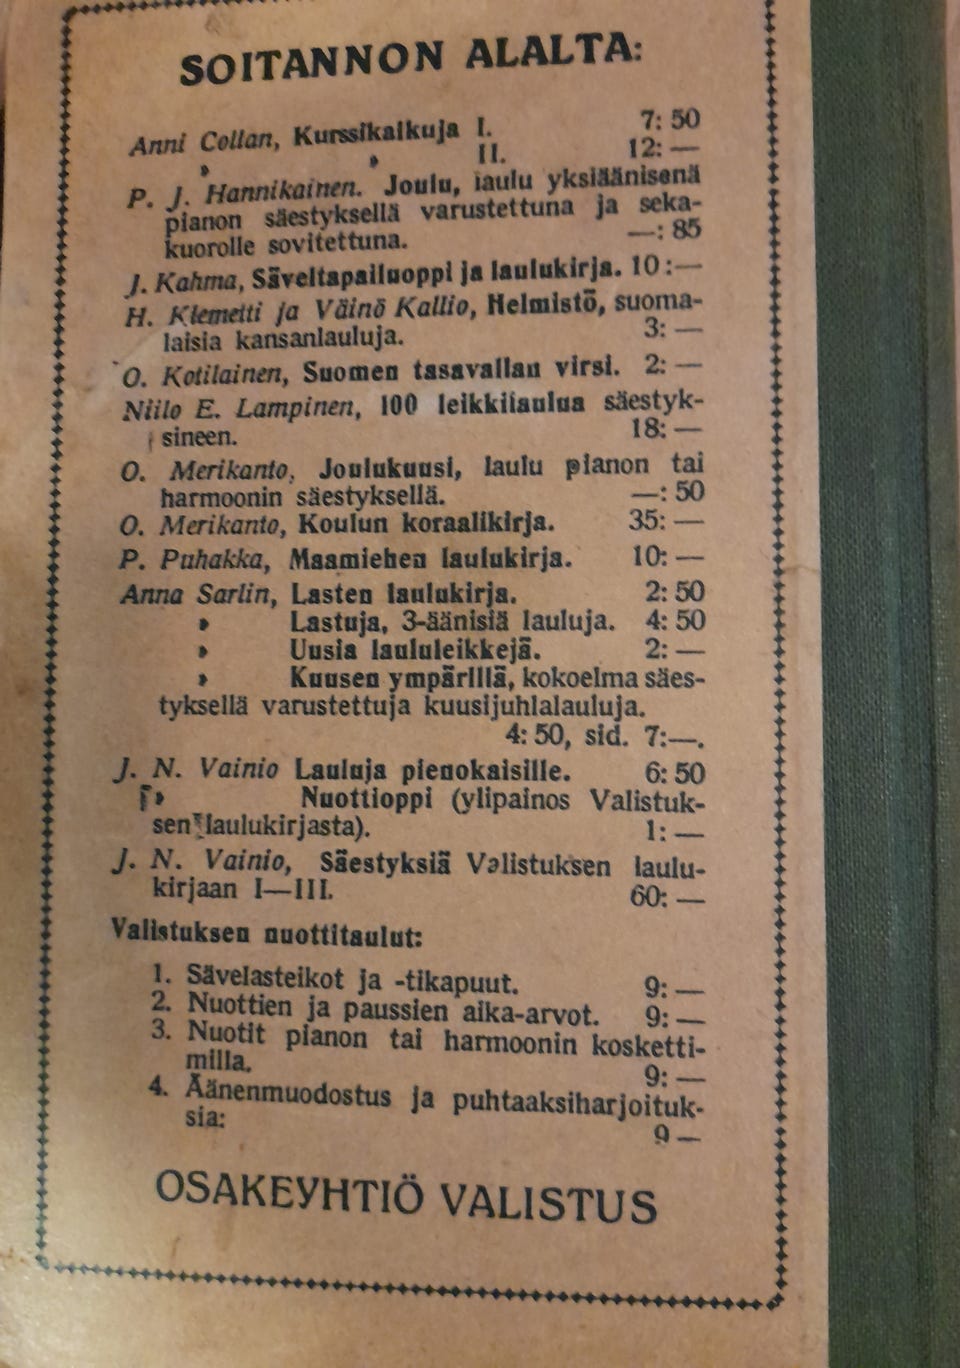 SOITANNON ALALTA:
Anni Collan, Kurssikaikuja I. 7: 50
» » II. 12: —
P. J. Hannikainen. Joulu, laulu yksiäänisenä
pianon säestyksellä varustettuna ja seka-
kuorolle sovitettuna. —: 85
J. Kahma, Säveltapailuoppi ja laulukirja. 10: —
H. Klemetti ja Väinö Kallio, Helmistö, suoma-
laisia kansanlauluja. 3: —
O. Kotilainen, Suomen tasavallan virsi. 2: —
Niilo E. Lampinen, 100 leikkilaulua säestyk-
sineen. 18: —
O. Merikanto, Joulukuusi, laulu pianon tai
harmoonin säestyksellä. —: 50
O. Merikanto, Koulun koraalikirja. 35: —
P. Puhakka, Maamiehen laulukirja. 10: —
Anna Sarlin, Lasten laulukirja. 2: 50
» Lastuja, 3-äänisiä lauluja. 4: 50
» Uusia laululeikkejä. 2: —
» Kuusen ympärillä, kokoelma säes-
tyksellä varustettuja kuusijuhlalauluja.
4: 50, sid. 7: —.
J. N. Vainio Lauluja pienokaisille. 6: 50
» Nuottioppi (ylipainos Valistuk-
sen laulukirjasta). 1: —
J. N. Vainio, Säestyksiä Valistuksen laulu-
kirjaan I—III. 60: —
Valistuksen nuottitaulut:
1. Sävelasteikot ja -tikapuut. 9: —
2. Nuottien ja paussien aika-arvot. 9: —
3. Nuotit pianon tai harmoonin koskетti-
milla. 9: —
4. Äänenmuodostus ja puhtaaksiharjoituk-
sia: 9 —
OSAKEYHTIÖ VALISTUS